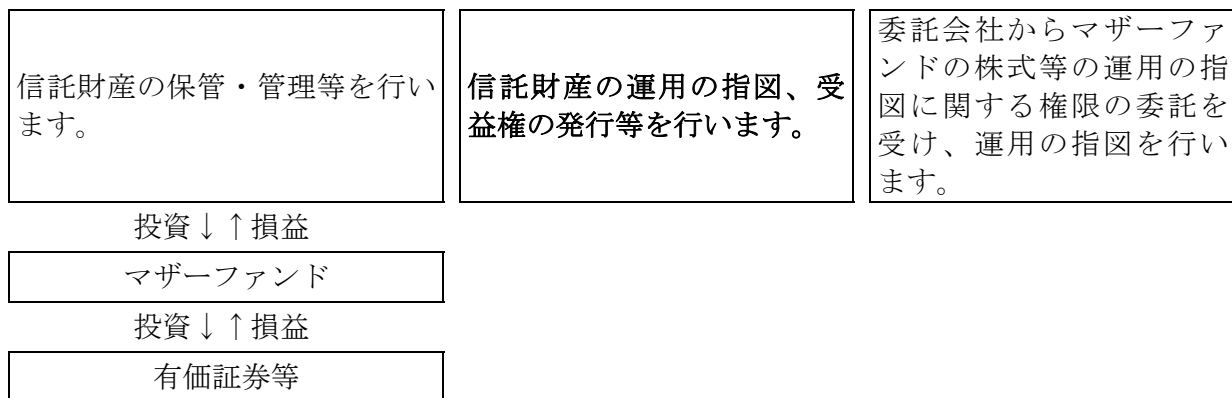 信託財産の保管・管理等を行い
ます。
信託財産の運用の指図、受
益権の発行等を行います。
委託会社からマザーファ
ンドの株式等の運用の指
図に関する権限の委託を
受け、運用の指図を行い
ます。
投資↓↑損益
マザーファンド
投資↓↑損益
有価証券等